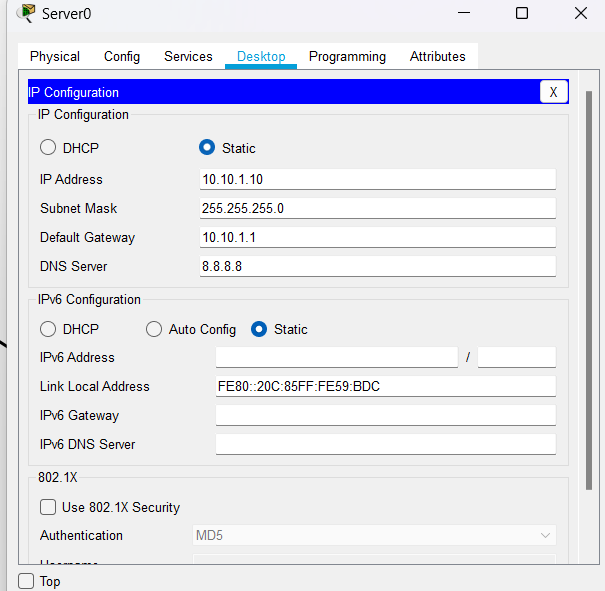 Server0
Physical Config Services Desktop Programming Attributes
IP Configuration X
IP Configuration
DHCP Static
IP Address 10.10.1.10
Subnet Mask 255.255.255.0
Default Gateway 10.10.1.1
DNS Server 8.8.8.8
IPv6 Configuration
DHCP Auto Config Static
IPv6 Address /
Link Local Address FE80::20C:85FF:FE59:BDC
IPv6 Gateway
IPv6 DNS Server
802.1X
Use 802.1X Security
Authentication MD5
Top